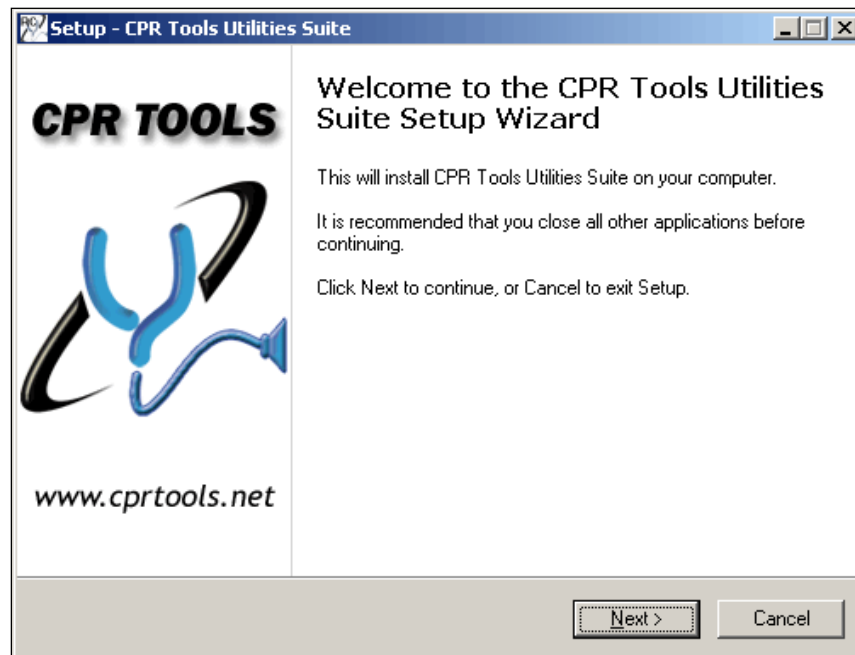 Setup - CPR Tools Utilities Suite
CPR TOOLS
www.cprtools.net
Welcome to the CPR Tools Utilities
Suite Setup Wizard
This will install CPR Tools Utilities Suite on your computer.
It is recommended that you close all other applications before
continuing.
Click Next to continue, or Cancel to exit Setup.
Next >
Cancel